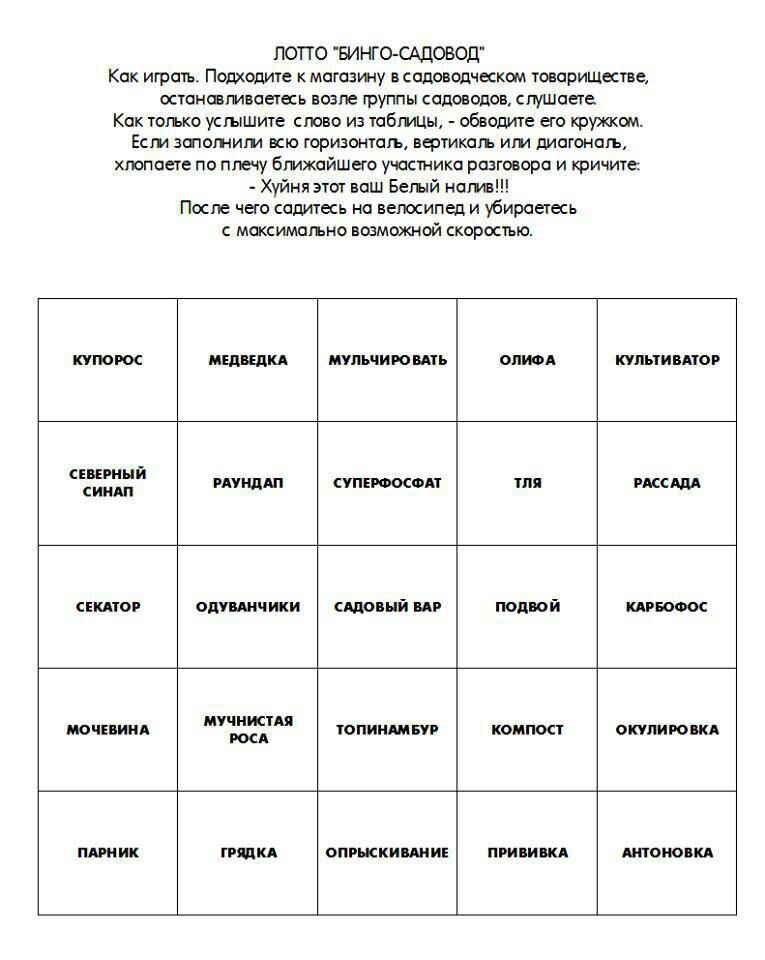 ЛОТТО "БИНГО-САДОВОД"
Как играть. Подходите к магазину в садоводческом товариществе,
останавливаетесь возле группы садоводов, слушаете.
Как только услышите слово из таблицы, - обводите его кружком.
Если заполнили всю горизонталь, вертикаль или диагональ,
хлопаете по плечу ближайшего участника разговора и кричите:
- Хуйня этот ваш Белый налив!!!
После чего садитесь на велосипед и убираетесь
с максимально возможной скоростью.
КУПОРОС МЕДВЕДКА МУЛЬЧИРОВАТЬ ОЛИФА КУЛЬТИВАТОР
СЕВЕРНЫЙ
СИНАП
РАУНДАП СУПЕРФОСФАТ ТЛЯ РАССАДА
СЕКАТОР ОДУВАНЧИКИ САДОВЫЙ ВАР ПОДВОЙ КАРБОФОС
МОЧЕВИНА
МУЧНИСТАЯ
РОСА
ТОПИНАМБУР КОМПОСТ ОКУЛИРОВКА
ПАРНИК ГРЯДКА ОПРЫСКИВАНИЕ ПРИВИВКА АНТОНОВКА